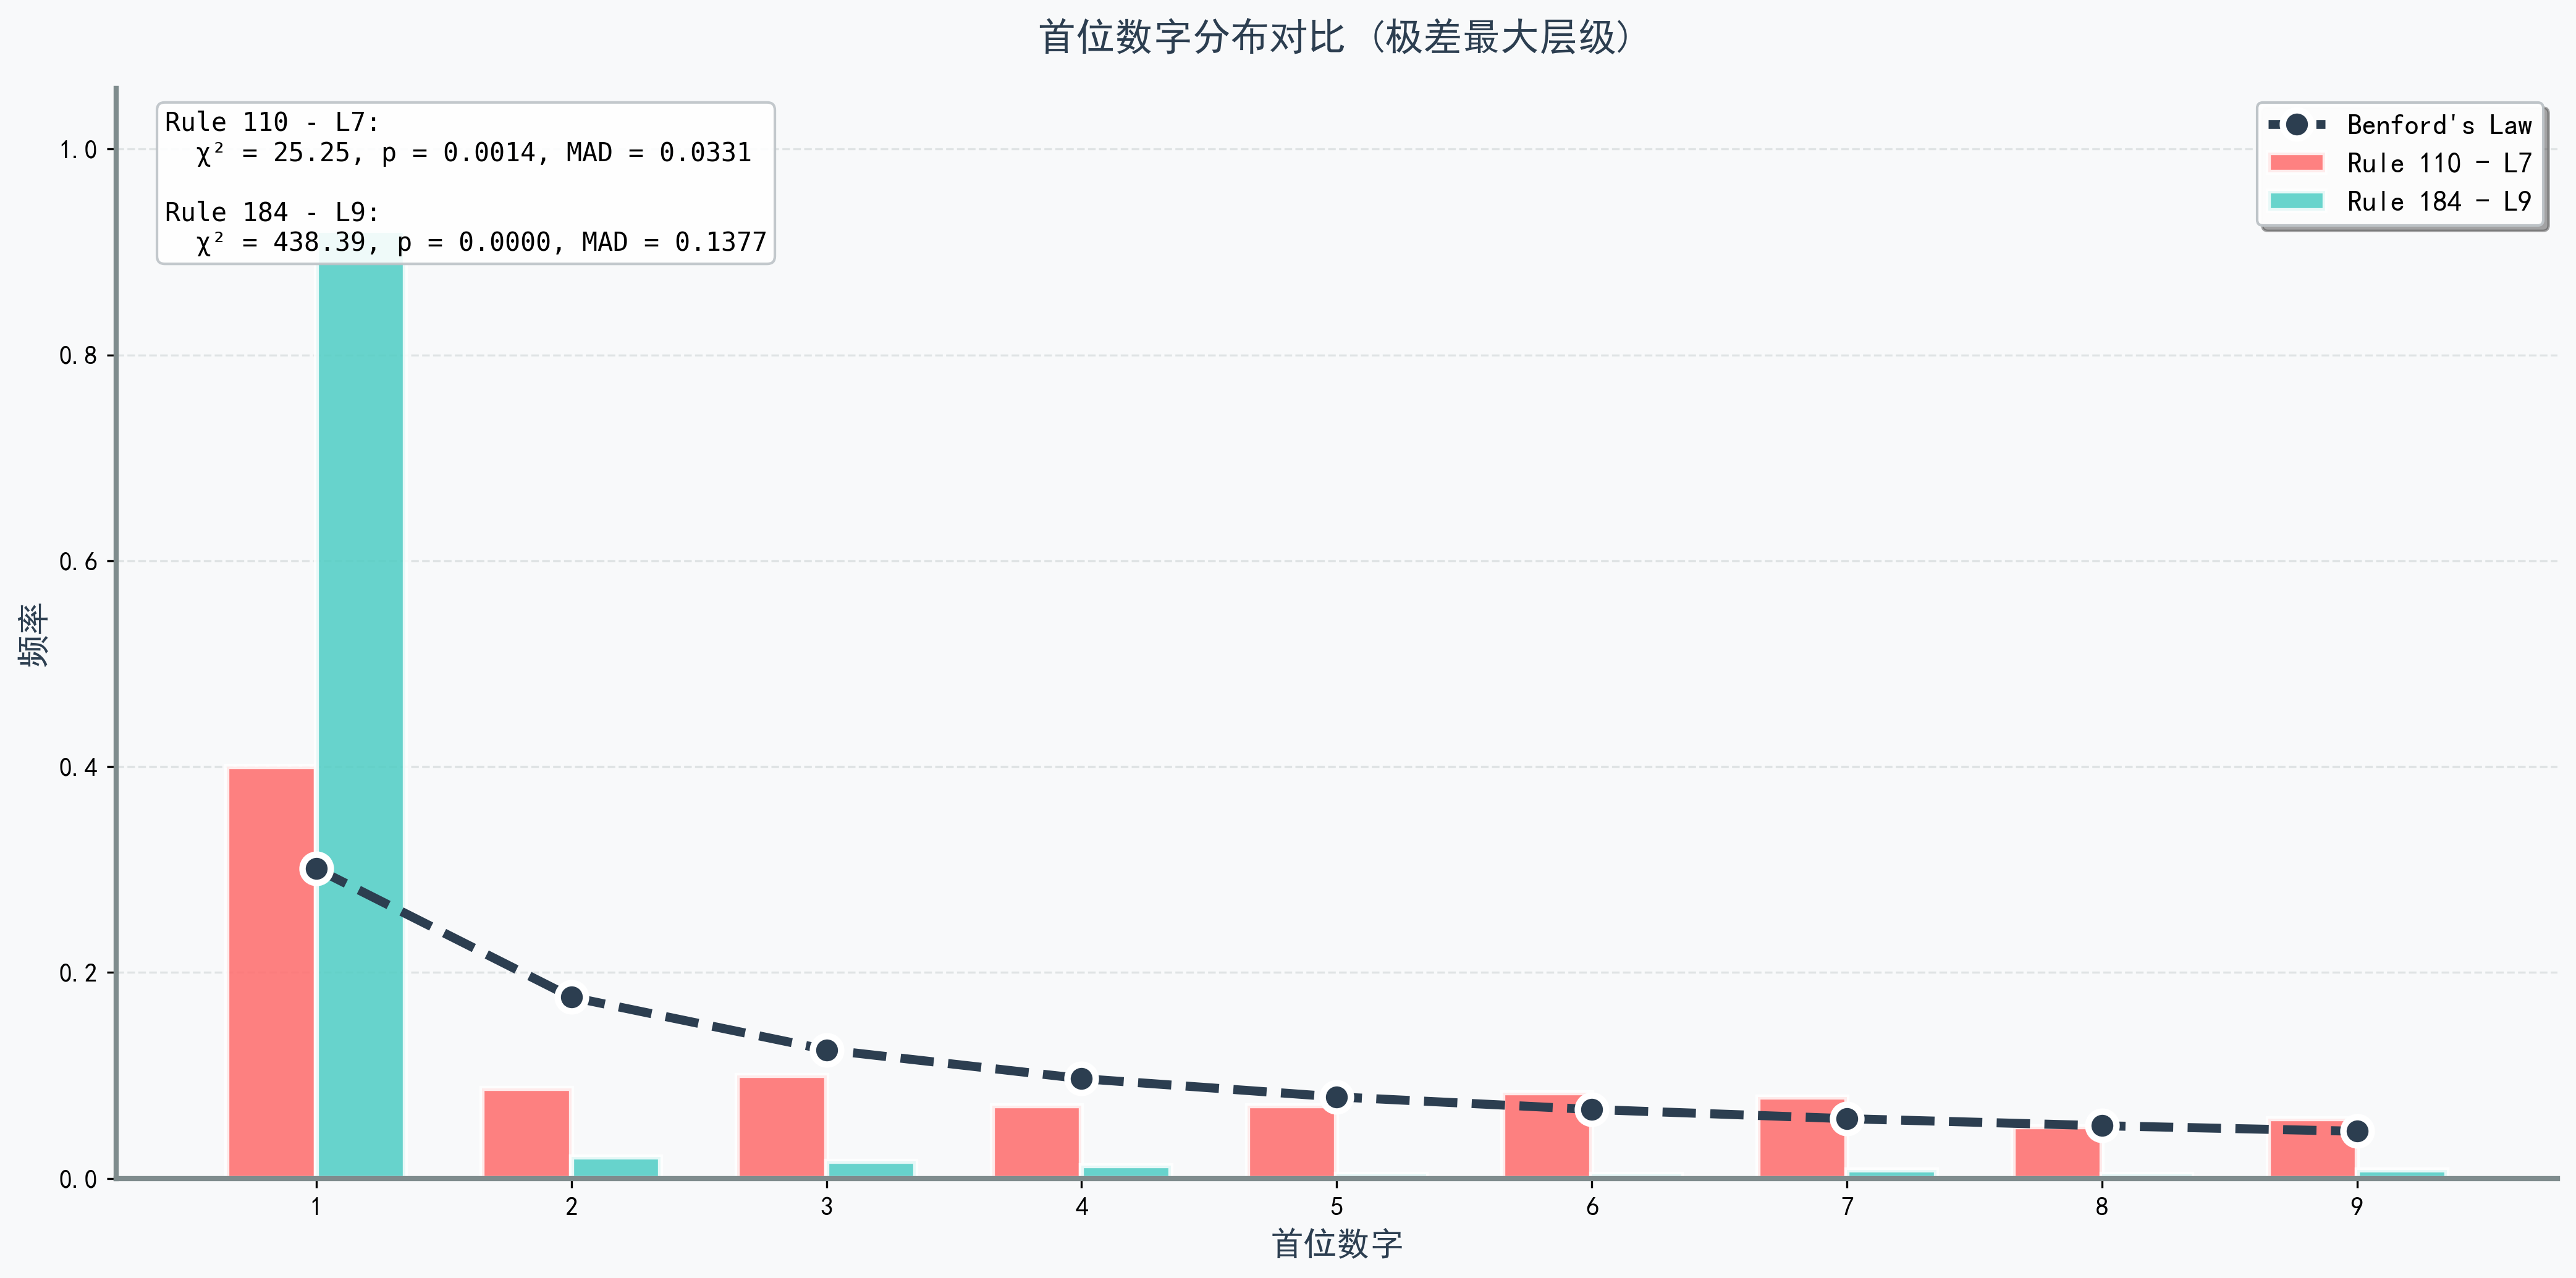 首位数字分布对比 (极差最大层级)
Rule 110 - L7:
χ² = 25.25, p = 0.0014, MAD = 0.0331
Rule 184 - L9:
χ² = 438.39, p = 0.0000, MAD = 0.1377
Benford's Law
Rule 110 - L7
Rule 184 - L9
1.0
0.8
0.6
0.4
0.2
0.0
频率
1 2 3 4 5 6 7 8 9
首位数字